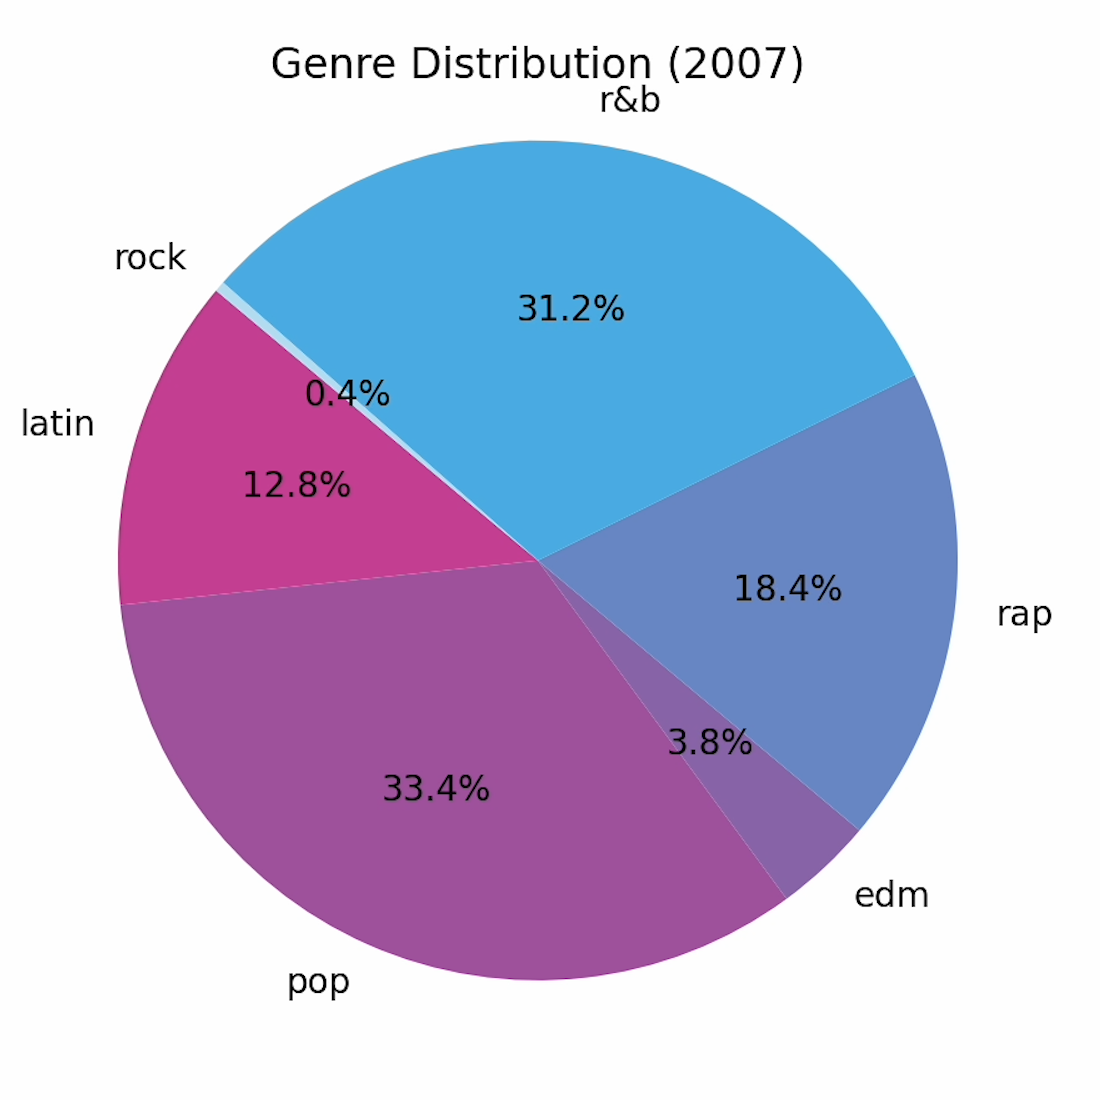 Genre Distribution (2007)
r&b
31.2%
rock
0.4%
latin
12.8%
18.4%
rap
3.8%
33.4%
edm
pop